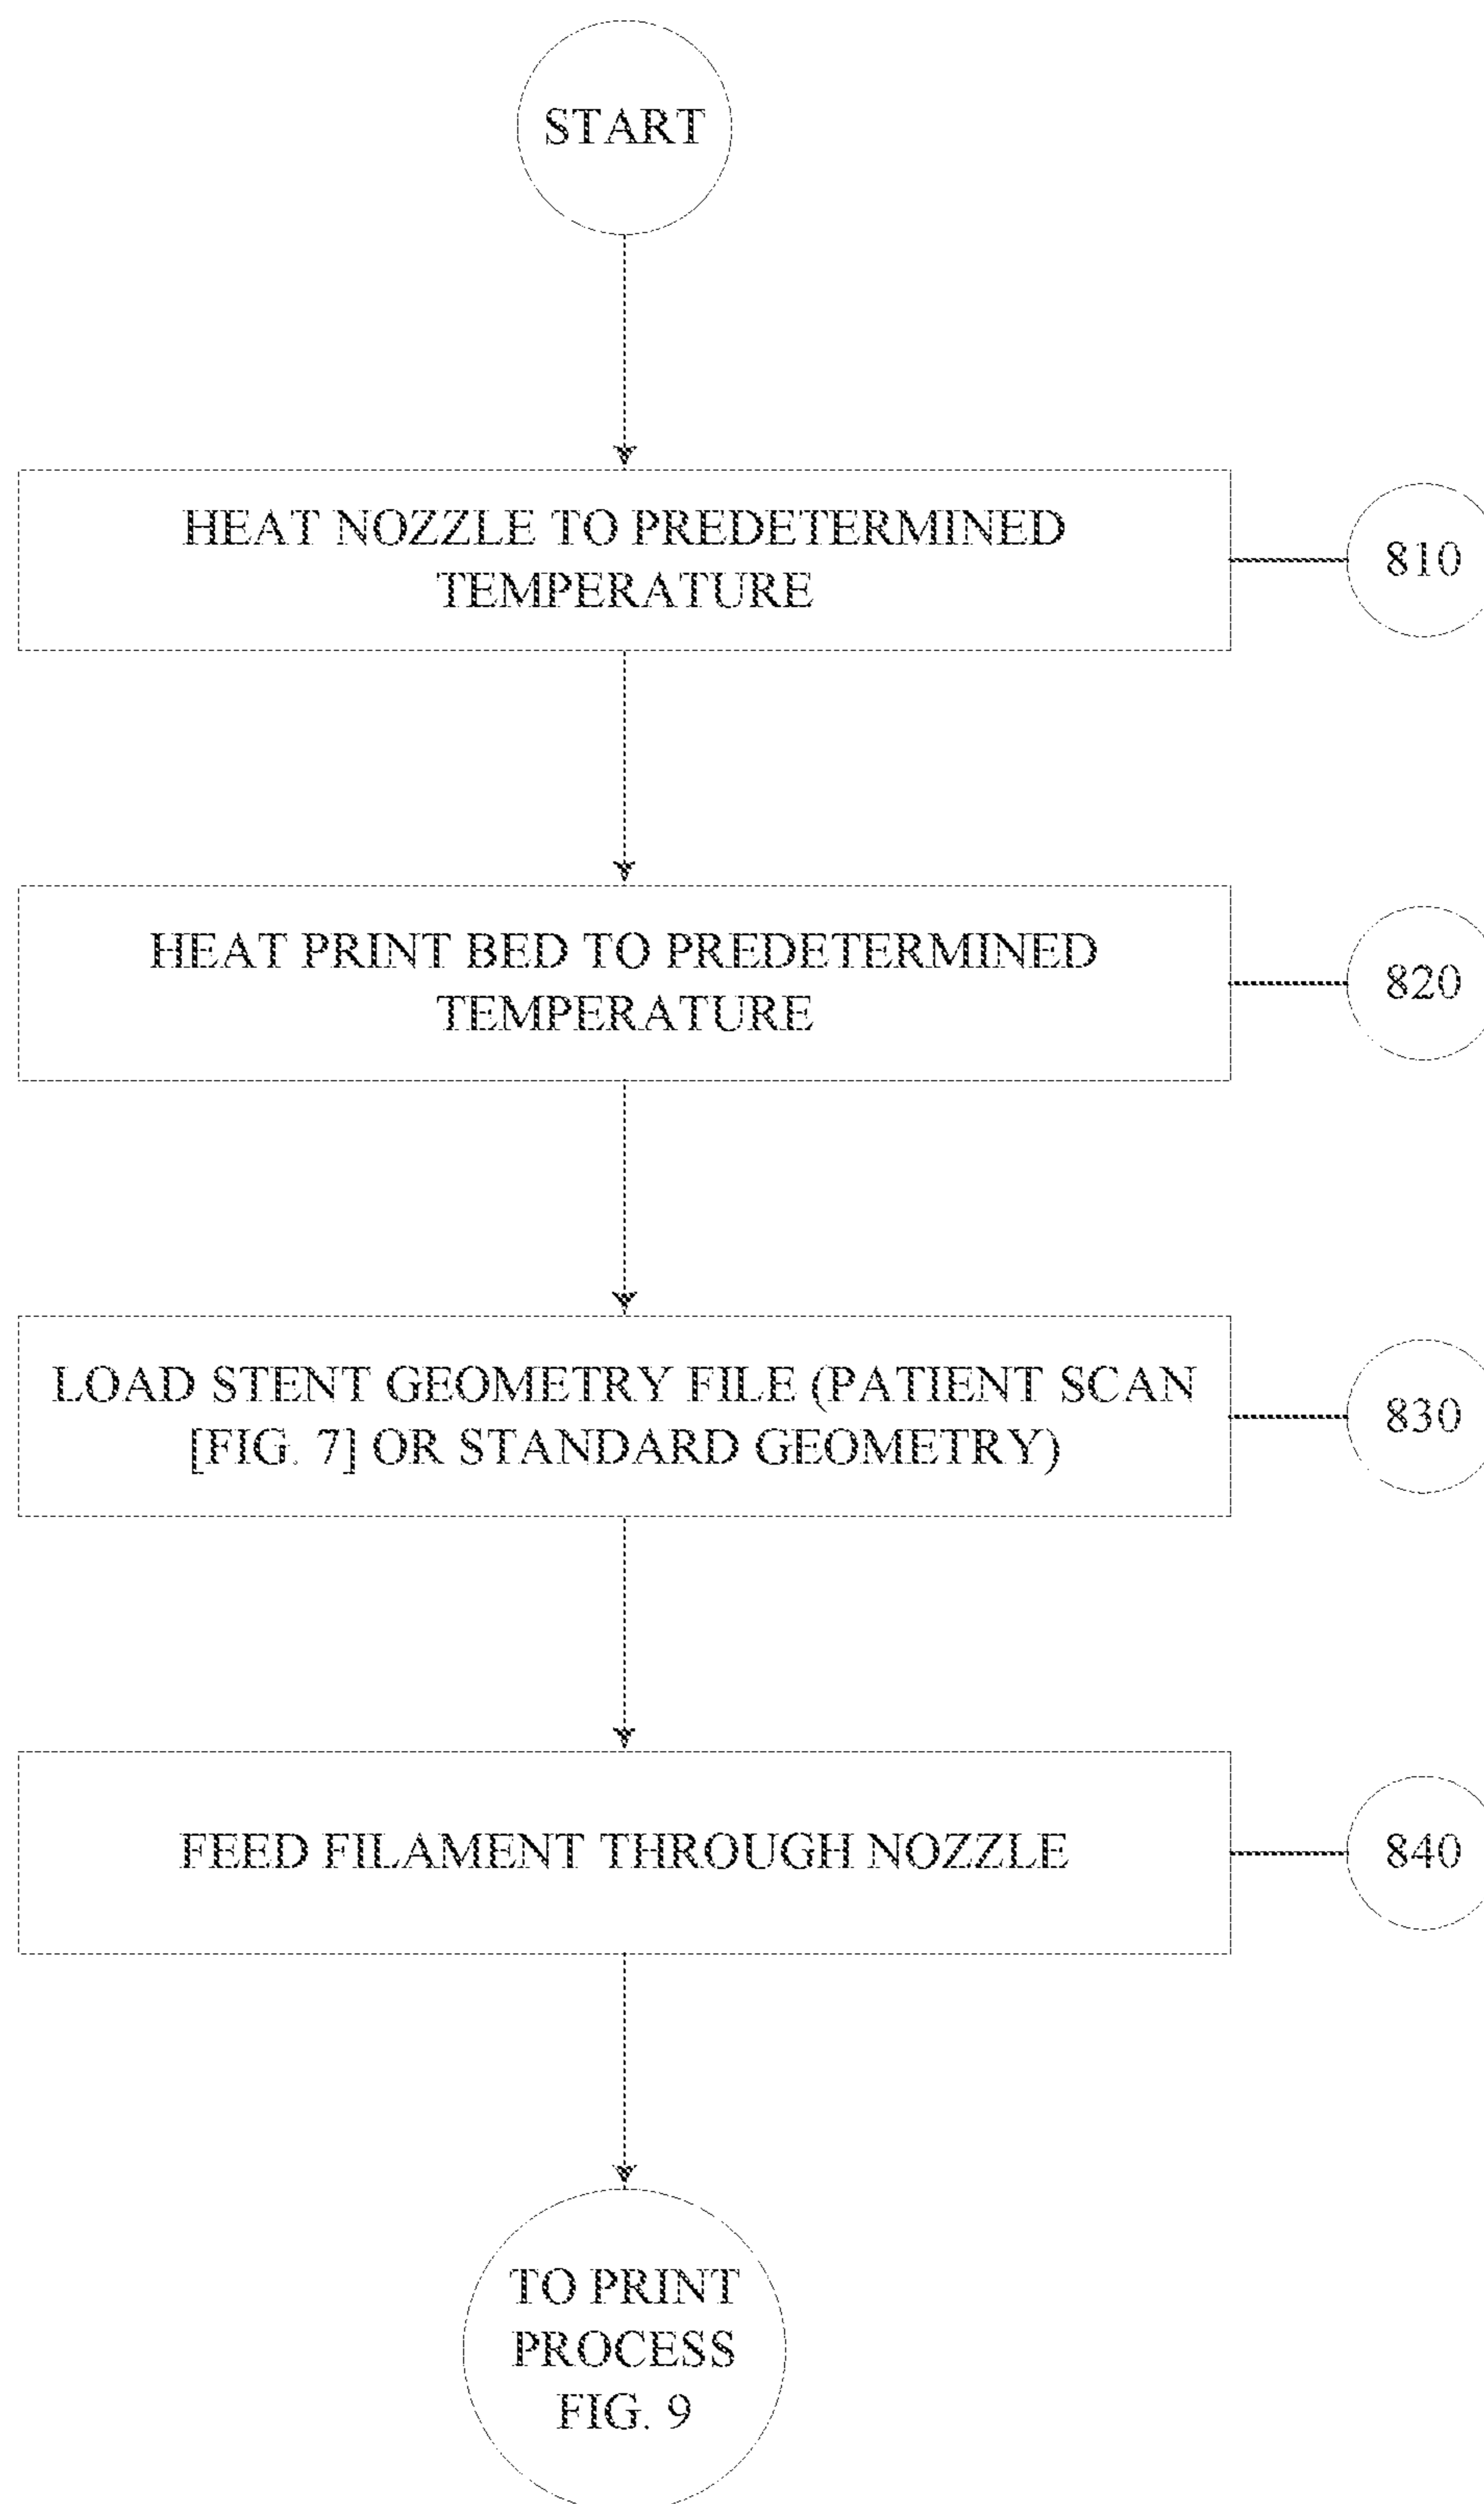 START
HEAT NOZZLE TO PREDETERMINED
TEMPERATURE
810
HEAT PRINT BED TO PREDETERMINED
TEMPERATURE
820
LOAD STENT GEOMETRY FILE (PATIENT SCAN
[FIG. 7] OR STANDARD GEOMETRY)
830
FEED FILAMENT THROUGH NOZZLE
840
TO PRINT
PROCESS
FIG. 9